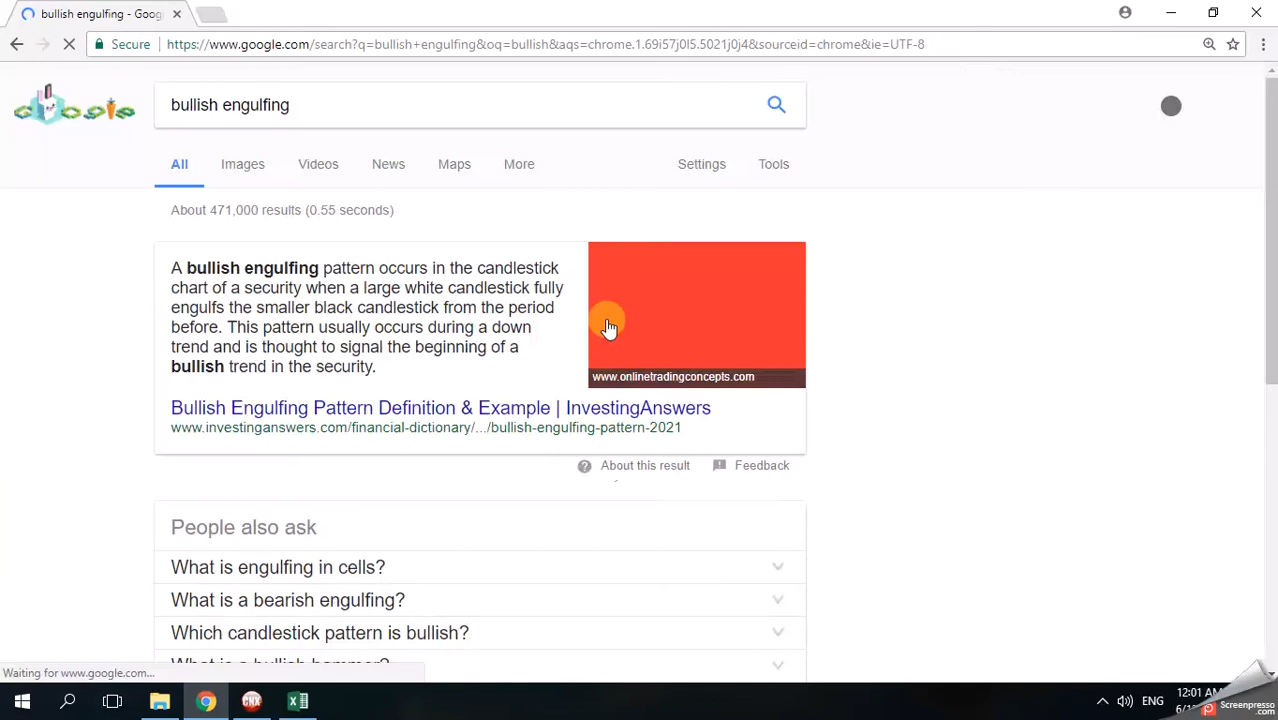 bullish engulfing - Goog
Secure https://www.google.com/search?q=bullish+engulfing&oq=bullish&aqs=chrome.1.69i57j0l5.5021j0j4&sourceid=chrome&ie=UTF-8
bullish engulfing
All Images Videos News Maps More Settings Tools
About 471,000 results (0.55 seconds)
A bullish engulfing pattern occurs in the candlestick
chart of a security when a large white candlestick fully
engulfs the smaller black candlestick from the period
before. This pattern usually occurs during a down
trend and is thought to signal the beginning of a
bullish trend in the security.
www.onlinetradingconcepts.com
Bullish Engulfing Pattern Definition & Example | InvestingAnswers
www.investinganswers.com/financial-dictionary/.../bullish-engulfing-pattern-2021
About this result Feedback
People also ask
What is engulfing in cells?
What is a bearish engulfing?
Which candlestick pattern is bullish?
What is a bullish hammer?
Waiting for www.google.com...
ENG
12:01 AM
Screenpresso
.com